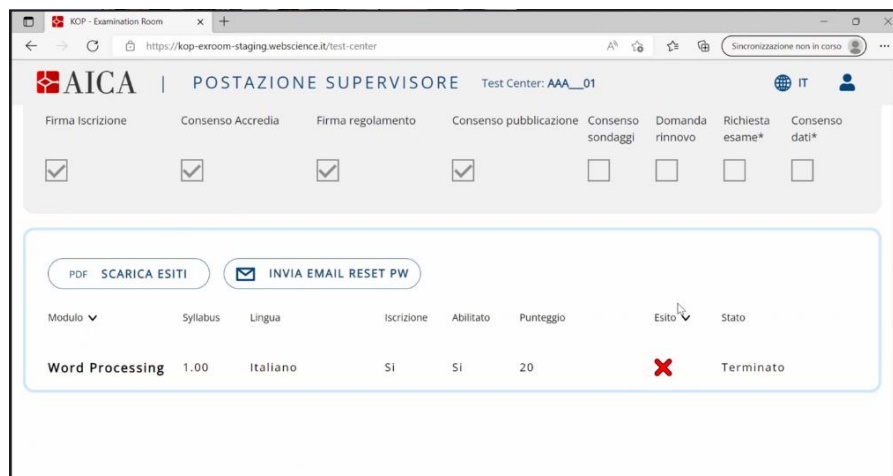 KOP - Examination Room
https://kop-exroom-staging.webscience.it/test-center
Sincronizzazione non in corso
AICA | POSTAZIONE SUPERVISORE Test Center: AAA__01 IT
Firma Iscrizione Consenso Accredia Firma regolamento Consenso pubblicazione Consenso sondaggi Domanda rinnovo Richiesta esame* Consenso dati*
PDF SCARICA ESITI INVIA EMAIL RESET PW
Modulo Syllabus Lingua Iscrizione Abilitato Punteggio Esito Stato
Word Processing 1.00 Italiano Sì Si 20 Terminato